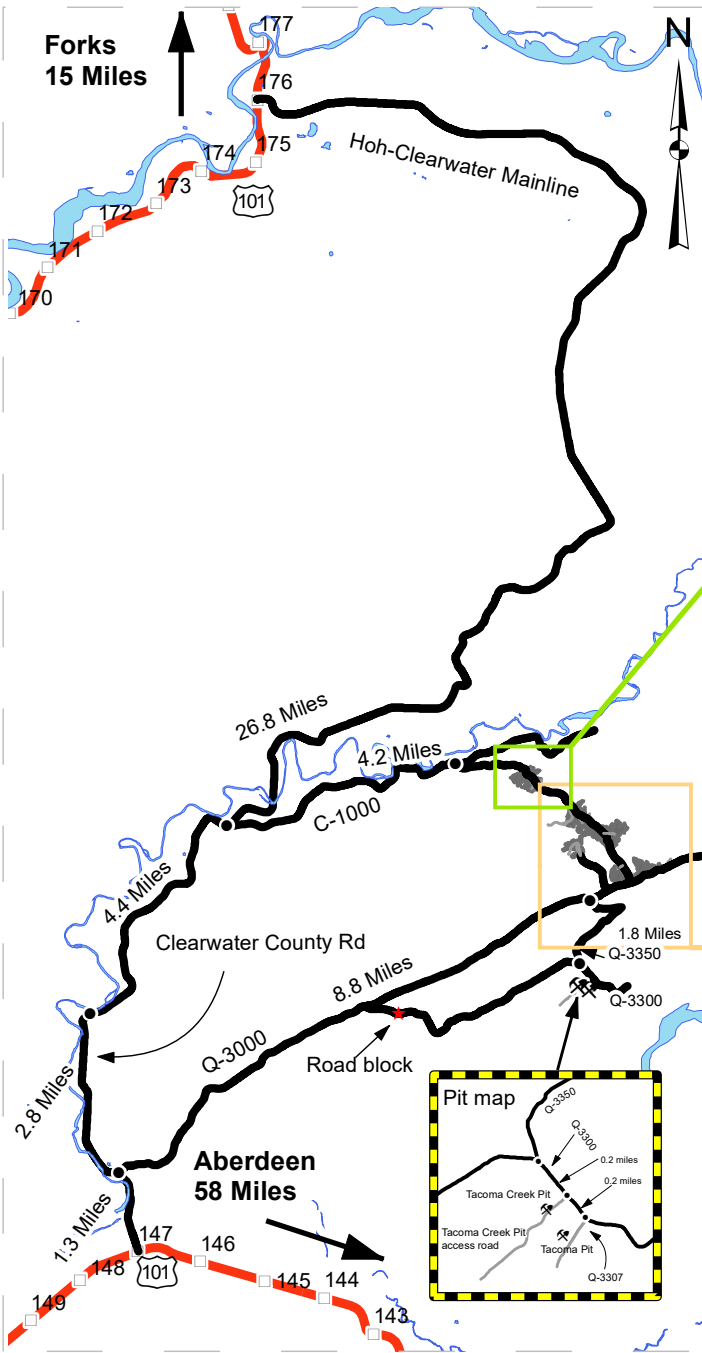 Forks
15 Miles
N
177
176
175
174
173
172
171
170
101
Hoh-Clearwater Mainline
26.8 Miles
4.2 Miles
C-1000
4.4 Miles
Clearwater County Rd
8.8 Miles
1.8 Miles
Q-3350
Q-3300
Q-3000
Road block
2.8 Miles
Aberdeen
58 Miles
1.3 Miles
147
146
145
144
143
148
149
101
Pit map
Q-3350
Q-3300
0.2 miles
0.2 miles
Tacoma Creek Pit
Tacoma Creek Pit
access road
Tacoma Pit
Q-3307